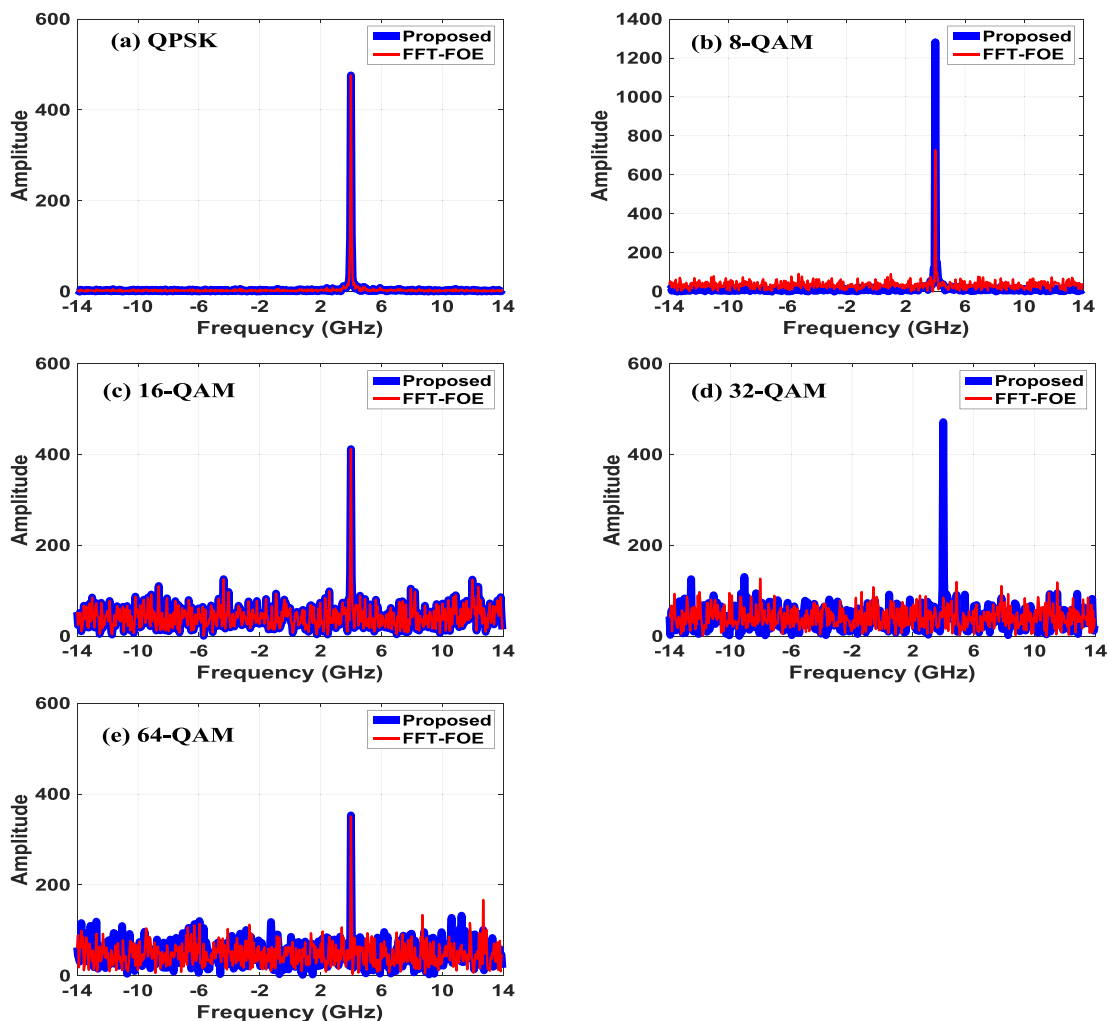 600
400
200
0
Amplitude
(a) QPSK
Proposed
FFT-FOE
-14 -10 -6 -2 2 6 10 14
Frequency (GHz)
1400
1200
1000
800
600
400
200
0
Amplitude
(b) 8-QAM
Proposed
FFT-FOE
-14 -10 -6 -2 2 6 10 14
Frequency (GHz)
600
400
200
0
Amplitude
(c) 16-QAM
Proposed
FFT-FOE
-14 -10 -6 -2 2 6 10 14
Frequency (GHz)
600
400
200
0
Amplitude
(d) 32-QAM
Proposed
FFT-FOE
-14 -10 -6 -2 2 6 10 14
Frequency (GHz)
600
400
200
0
Amplitude
(e) 64-QAM
Proposed
FFT-FOE
-14 -10 -6 -2 2 6 10 14
Frequency (GHz)